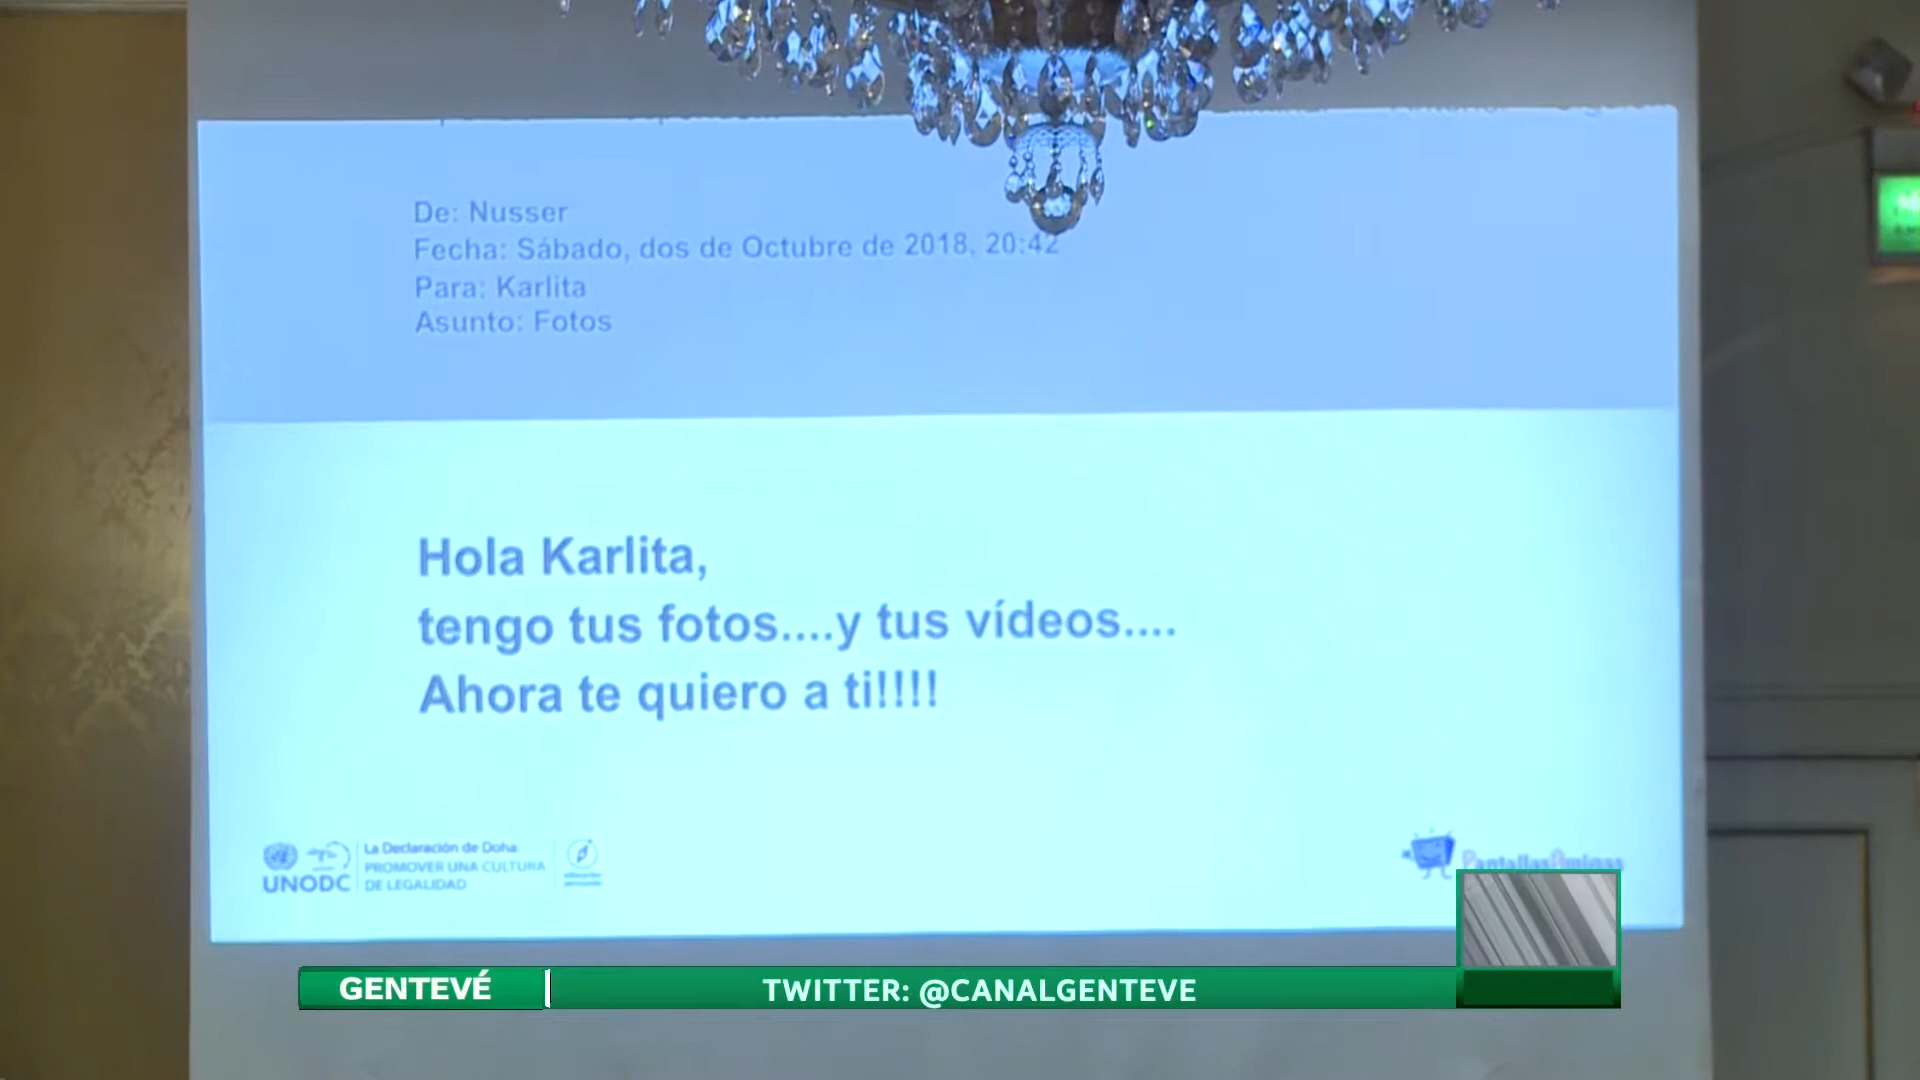 De: Nusser
Fecha: Sábado, dos de Octubre de 2018, 20:42
Para: Karlita
Asunto: Fotos
Hola Karlita,
tengo tus fotos....y tus vídeos....
Ahora te quiero a ti!!!!
UNODC
La Declaración de Doha:
PROMOVER UNA CULTURA
DE LEGALIDAD
PantallasAmigas
GENTEVÉ
TWITTER: @CANALGENTEVE